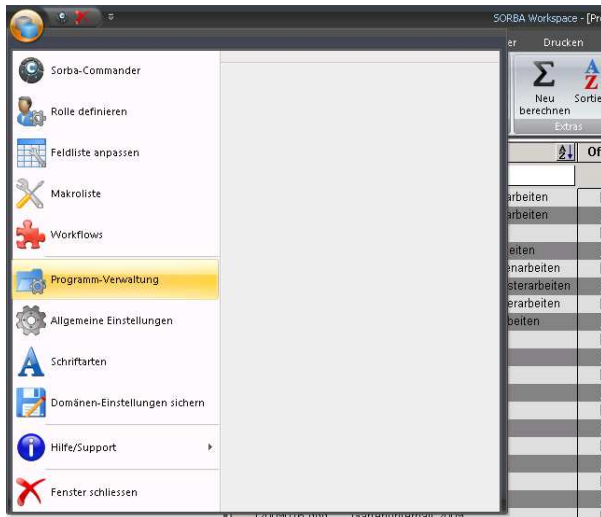 SORBA Workspace - [Pr
Drucken
Sorba-Commander
Rolle definieren
Feldliste anpassen
Makroliste
Workflows
Programm-Verwaltung
Allgemeine Einstellungen
Schriftarten
Domänen-Einstellungen sichern
Hilfe/Support
Fenster schliessen
Neu berechnen
Sortie
Extras
Of
arbeiten
arbeiten
eiten
enarbeiten
sterarbeiten
erarbeiten
beiten